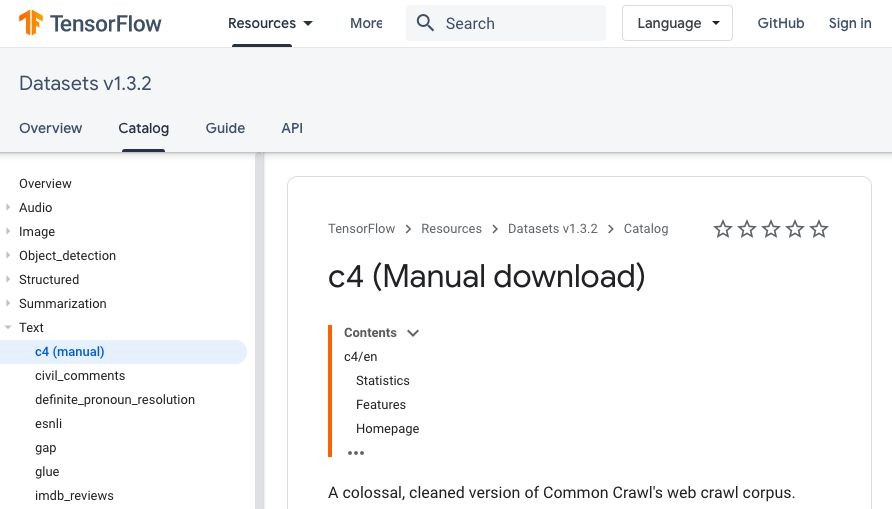 TensorFlow Resources More Search Language GitHub Sign in
Datasets v1.3.2
Overview Catalog Guide API
Overview
Audio
Image
Object_detection
Structured
Summarization
Text
c4 (manual)
civil_comments
definite_pronoun_resolution
esnli
gap
glue
imdb_reviews
TensorFlow > Resources > Datasets v1.3.2 > Catalog
c4 (Manual download)
Contents
c4/en
Statistics
Features
Homepage
•••
A colossal, cleaned version of Common Crawl's web crawl corpus.